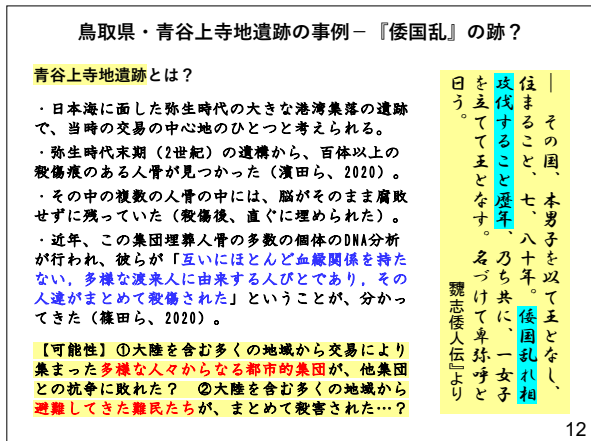 鳥取県・青谷上寺地遺跡の事例－『倭国乱』の跡？
青谷上寺地遺跡とは？
・日本海に面した弥生時代の大きな港湾集落の遺跡
で、当時の交易の中心地のひとつと考えられる。
・弥生時代末期（2世紀）の遺構から、百体以上の
殺傷痕のある人骨が見つかった（濵田ら、2020）。
・その中の複数の人骨の中には、脳がそのまま腐敗
せずに残っていた（殺傷後、直ぐに埋められた）。
・近年、この集団埋葬人骨の多数の個体のDNA分析
が行われ、彼らが「互いにほとんど血縁関係を持た
ない，多様な渡来人に由来する人びとであり，その
人達がまとめて殺傷された」ということが、分かっ
てきた（篠田ら、2020）。
【可能性】①大陸を含む多くの地域から交易により
集まった多様な人々からなる都市的集団が、他集団
との抗争に敗れた？　②大陸を含む多くの地域から
避難してきた難民たちが、まとめて殺害された…？
― その国、本男子を以て王となし、
住まること、七、八十年。倭国乱れ相
攻伐すること歴年、乃ち共に、一女子
を立てて王となす。名づけて卑弥呼と
日う。
『魏志倭人伝』より
12